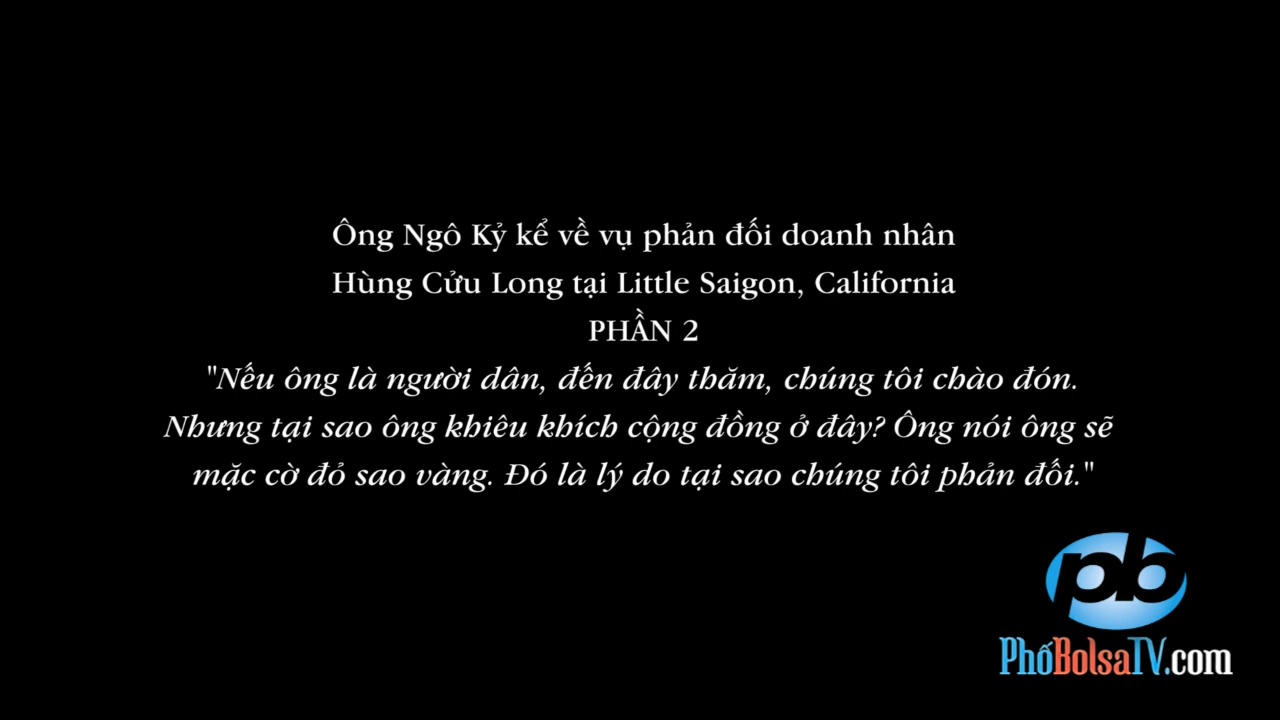 Ông Ngô Kỷ kể về vụ phản đối doanh nhân
Hùng Cửu Long tại Little Saigon, California
PHẦN 2
"Nếu ông là người dân, đến đây thăm, chúng tôi chào đón.
Nhưng tại sao ông khiêu khích cộng đồng ở đây? Ông nói ông sẽ
mặc cờ đỏ sao vàng. Đó là lý do tại sao chúng tôi phản đối."
pb
PhốBolsaTV.com